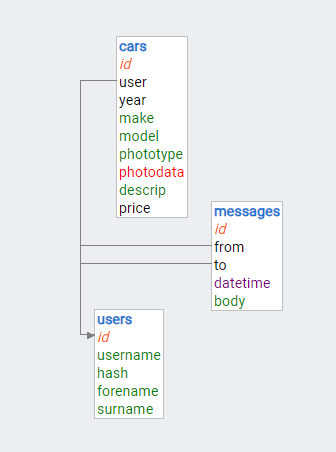 cars
id
user
year
make
model
phototype
photodata
descrip
price
messages
id
from
to
datetime
body
users
id
username
hash
forename
surname